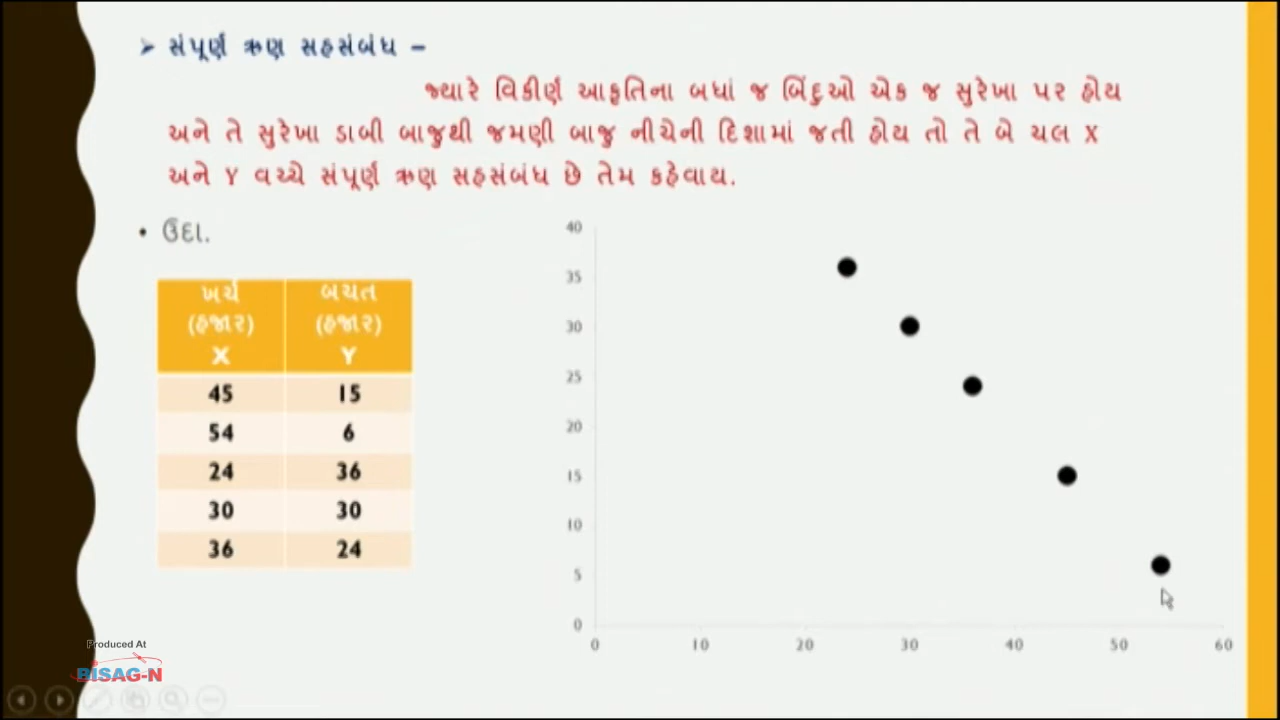 ➢ સંપૂર્ણ ઋણ સહસંબંધ –
જ્યારે વિકીર્ણ આકૃતિના બધાં જ બિંદુઓ એક જ સુરેખા પર હોય
અને તે સુરેખા ડાબી બાજુથી જમણી બાજુ નીચેની દિશામાં જતી હોય તો તે બે ચલ X
અને Y વચ્ચે સંપૂર્ણ ઋણ સહસંબંધ છે તેમ કહેવાય.
• ઉદા.
ખર્ચ (હજાર) X બચત (હજાર) Y
45 15
54 6
24 36
30 30
36 24
40
35
30
25
20
15
10
5
0
0 10 20 30 40 50 60
Produced At
BISAG-N